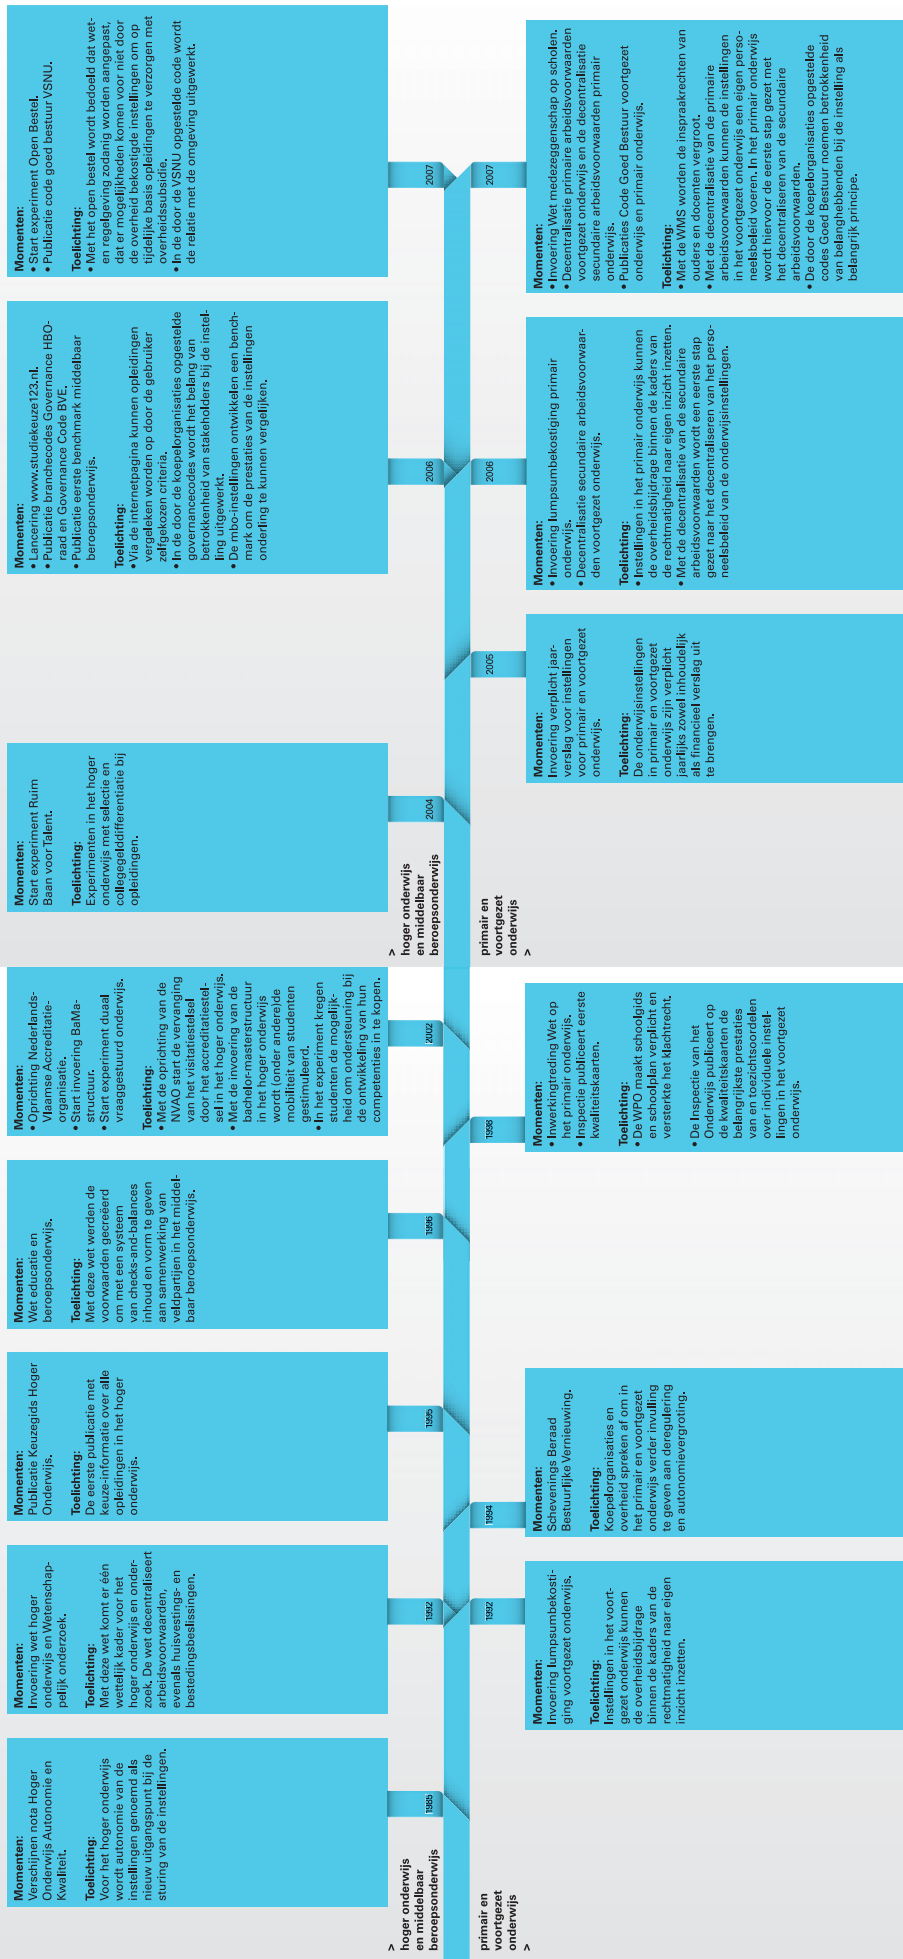 Momenten:
Verschijnen nota Hoger
Onderwijs Autonomie en
Kwaliteit.
Toelichting:
Voor het hoger onderwijs
wordt autonomie van de
instellingen genoemd als
nieuw uitgangspunt bij de
sturing van de instellingen.
1985
Momenten:
Invoering wet hoger
onderwijs en Wetenschap-
pelijk onderzoek.
Toelichting:
Met deze wet komt er één
wettelijk kader voor het
hoger onderwijs en onder-
zoek. De wet decentraliseert
arbeidsvoorwaarden,
evenals huisvestings- en
bestedingsbeslissingen.
1992
Momenten:
Publicatie Keuzegids Hoger
Onderwijs.
Toelichting:
De eerste publicatie met
keuze-informatie over alle
opleidingen in het hoger
onderwijs.
1995
Momenten:
Wet educatie en
beroepsonderwijs.
Toelichting:
Met deze wet werden de
voorwaarden gecreëerd
om met een systeem
van checks-and-balances
inhoud en vorm te geven
aan samenwerking van
veldpartijen in het middel-
baar beroepsonderwijs.
1996
Momenten:
• Oprichting Nederlands-
Vlaamse Accreditatie-
organisatie.
• Start invoering BaMa-
structuur.
• Start experiment duaal
vraaggestuurd onderwijs.
Toelichting:
• Met de oprichting van de
NVAO start de vervanging
van het visitatiestelsel
door het accreditatiestel-
sel in het hoger onderwijs.
• Met de invoering van de
bachelor-masterstructuur
in het hoger onderwijs
wordt (onder andere)de
mobiliteit van studenten
gestimuleerd.
• In het experiment kregen
studenten de mogelijk-
heid om ondersteuning bij
de ontwikkeling van hun
competenties in te kopen.
2002
>
hoger onderwijs
en middelbaar
beroepsonderwijs
primair en
voortgezet
onderwijs
>
Momenten:
Invoering lumpsumbekosti-
ging voortgezet onderwijs.
Toelichting:
Instellingen in het voort-
gezet onderwijs kunnen
de overheidsbijdrage
binnen de kaders van de
rechtmatigheid naar eigen
inzicht inzetten.
1992
Momenten:
Schevenings Beraad
Bestuurlijke Vernieuwing.
Toelichting:
Koepelorganisaties en
overheid spreken af om in
het primair en voortgezet
onderwijs verder invulling
te geven aan deregulering
en autonomievergroting.
1994
Momenten:
• Inwerkingtreding Wet op
het primair onderwijs.
• Inspectie publiceert eerste
kwaliteitskaarten.
Toelichting:
• De WPO maakt schoolgids
en schoolplan verplicht en
versterkte het klachtrecht.
• De Inspectie van het
Onderwijs publiceert op
de kwaliteitskaarten de
belangrijkste prestaties
van en toezichtsoordelen
over individuele instel-
lingen in het voortgezet
onderwijs.
1998
Momenten:
Start experiment Ruim
Baan voor Talent.
Toelichting:
Experimenten in het hoger
onderwijs met selectie en
collegegelddifferentiatie bij
opleidingen.
2004
Momenten:
• Lancering www.studiekeuze123.nl.
• Publicatie branchecodes Governance HBO-
raad en Governance Code BVE.
• Publicatie eerste benchmark middelbaar
beroepsonderwijs.
Toelichting:
• Via de internetpagina kunnen opleidingen
vergeleken worden op door de gebruiker
zelfgekozen criteria.
• In de door de koepelorganisaties opgestelde
governancecodes wordt het belang van
betrokkenheid van stakeholders bij de instel-
ling uitgewerkt.
• De mbo-instellingen ontwikkelen een bench-
mark om de prestaties van de instellingen
onderling te kunnen vergelijken.
2006
Momenten:
• Start experiment Open Bestel.
• Publicatie code goed bestuur VSNU.
Toelichting:
• Met het open bestel wordt bedoeld dat wet-
en regelgeving zodanig worden aangepast,
dat er mogelijkheden komen voor niet door
de overheid bekostigde instellingen om op
tijdelijke basis opleidingen te verzorgen met
overheidssubsidie.
• In de door de VSNU opgestelde code wordt
de relatie met de omgeving uitgewerkt.
2007
>
hoger onderwijs
en middelbaar
beroepsonderwijs
primair en
voortgezet
onderwijs
>
Momenten:
Invoering verplicht jaar-
verslag voor instellingen
voor primair en voortgezet
onderwijs.
Toelichting:
De onderwijsinstellingen
in primair en voortgezet
onderwijs zijn verplicht
jaarlijks zowel inhoudelijk
als financieel verslag uit
te brengen.
2005
Momenten:
• Invoering lumpsumbekostiging primair
onderwijs.
• Decentralisatie secundaire arbeidsvoorwaar-
den voortgezet onderwijs.
Toelichting:
• Instellingen in het primair onderwijs kunnen
de overheidsbijdrage binnen de kaders van
de rechtmatigheid naar eigen inzicht inzetten.
• Met de decentralisatie van de secundaire
arbeidsvoorwaarden wordt een eerste stap
gezet naar het decentraliseren van het perso-
neelsbeleid van de onderwijsinstellingen.
2006
Momenten:
• Invoering Wet medezeggenschap op scholen.
• Decentralisatie primaire arbeidsvoorwaarden
voortgezet onderwijs en de decentralisatie
secundaire arbeidsvoorwaarden primair
onderwijs.
• Publicaties Code Goed Bestuur voortgezet
onderwijs en primair onderwijs.
Toelichting:
• Met de WMS worden de inspraakrechten van
ouders en docenten vergroot.
• Met de decentralisatie van de primaire
arbeidsvoorwaarden kunnen de instellingen
in het voortgezet onderwijs een eigen perso-
neelsbeleid voeren. In het primair onderwijs
wordt hiervoor de eerste stap gezet met
het decentraliseren van de secundaire
arbeidsvoorwaarden.
• De door de koepelorganisaties opgestelde
codes Goed Bestuur noemen betrokkenheid
van belanghebbenden bij de instelling als
belangrijk principe.
2007